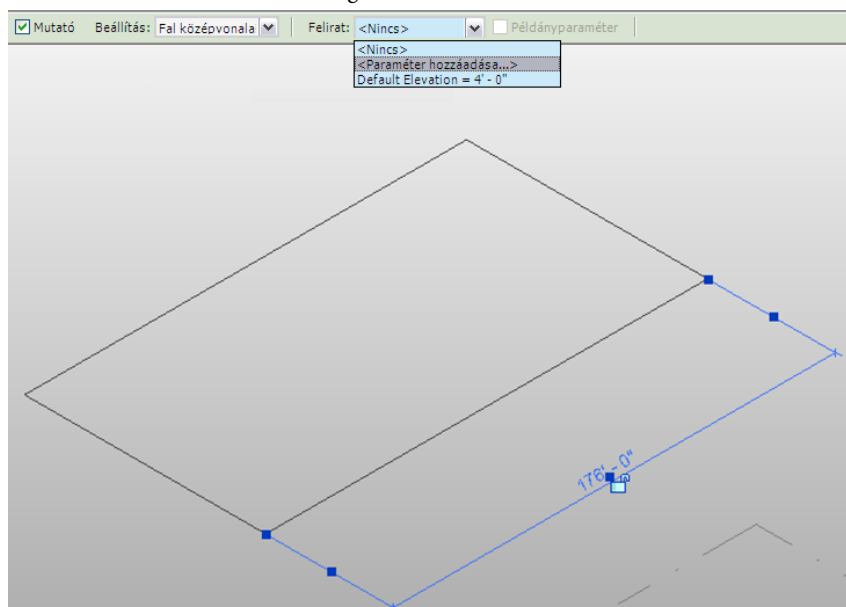 Mutató Beállítás: Fal középvonala Felirat: <Nincs> Példányparaméter
<Nincs>
<Paraméter hozzáadása...>
Default Elevation = 4' - 0"
176' - 0"